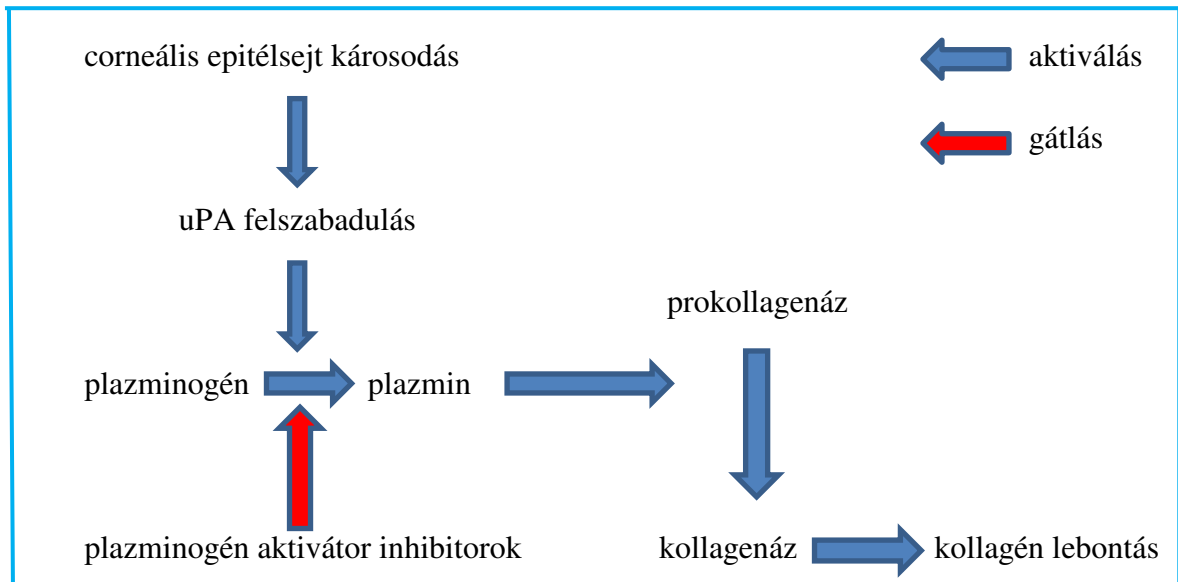 corneális epitélsejt károsodás
aktiválás
gátlás
uPA felszabadulás
prokollagenáz
plazminogén plazmin
plazminogén aktivátor inhibitorok
kollagenáz kollagén lebontás